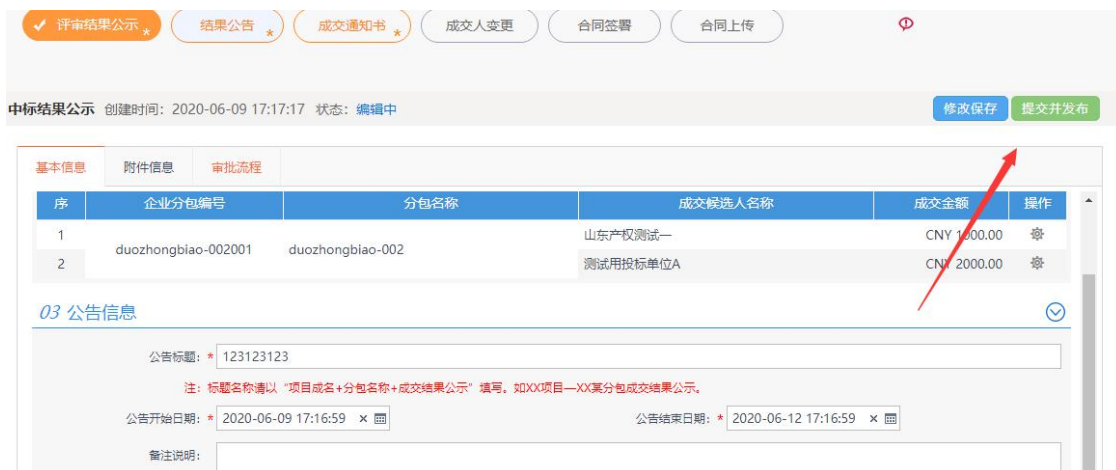 评审结果公示 * 结果公告 * 成交通知书 * 成交人变更 合同签署 合同上传
中标结果公示 创建时间：2020-06-09 17:17:17 状态：编辑中 修改保存 提交并发布
基本信息 附件信息 审批流程
序 企业分包编号 分包名称 成交候选人名称 成交金额 操作
1 duozhongbiao-002001 duozhongbiao-002 山东产权测试一 CNY 1000.00
2 测试用投标单位A CNY 2000.00
03 公告信息
公告标题：* 123123123
注：标题名称请以“项目成名+分包名称+成交结果公示”填写。如XX项目—XX某分包成交结果公示。
公告开始日期：* 2020-06-09 17:16:59 × 公告结束日期：* 2020-06-12 17:16:59 ×
备注说明：